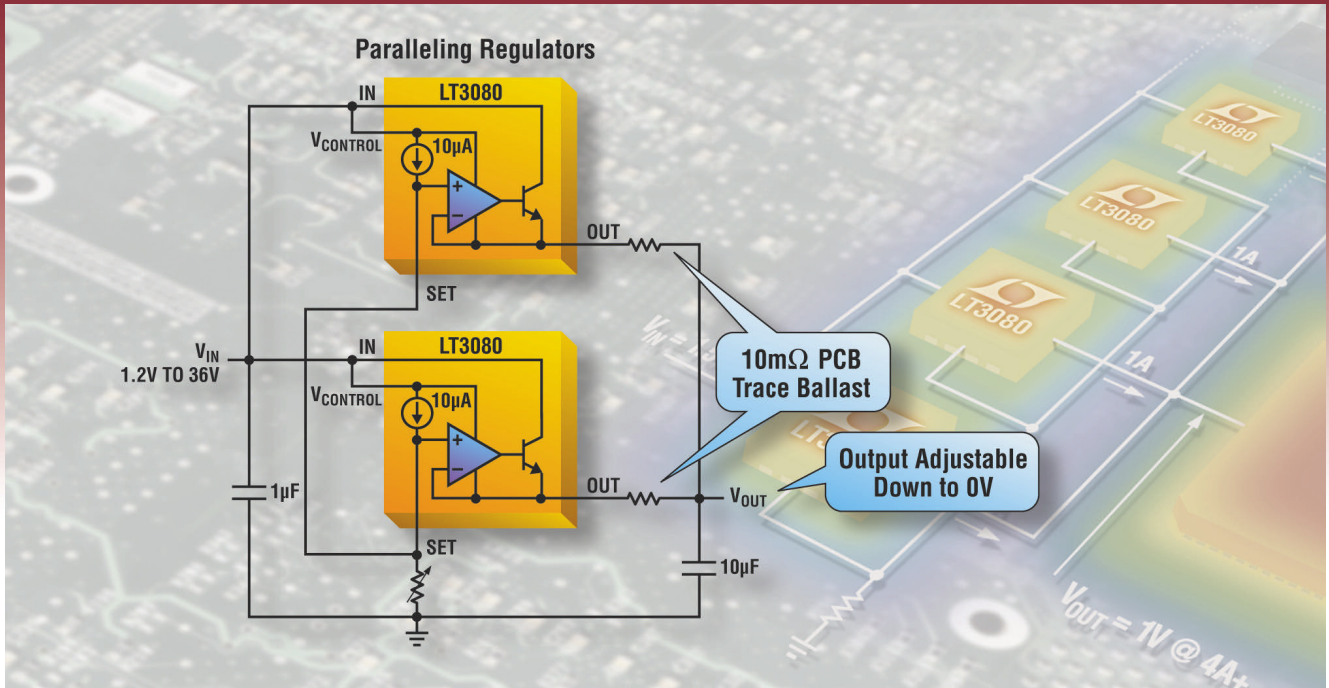 Paralleling Regulators
IN
LT3080
VCONTROL
10µA
+
−
OUT
SET
VIN
1.2V TO 36V
IN
LT3080
VCONTROL
10µA
+
−
OUT
SET
1µF
10µF
VOUT
10mΩ PCB
Trace Ballast
Output Adjustable
Down to 0V
LT3080
LT3080
LT3080
1A
1A
VOUT = 1V @ 4A+